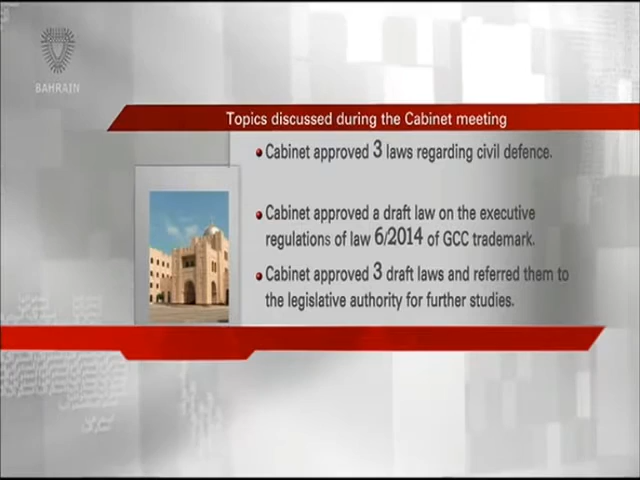 BAHRAIN
Topics discussed during the Cabinet meeting
Cabinet approved 3 laws regarding civil defence.
Cabinet approved a draft law on the executive
regulations of law 6/2014 of GCC trademark.
Cabinet approved 3 draft laws and referred them to
the legislative authority for further studies.